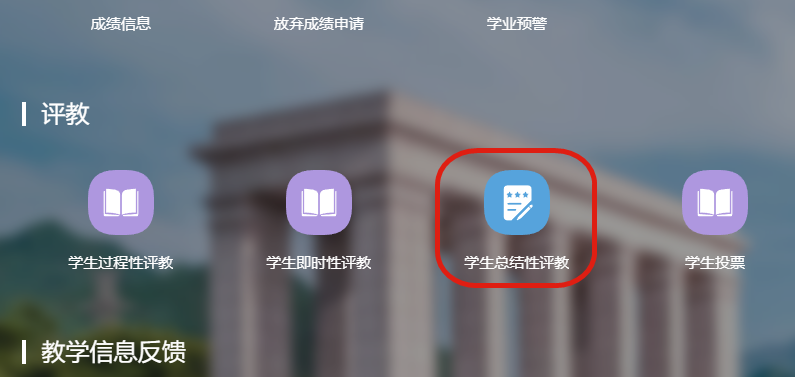 成绩信息 放弃成绩申请 学业预警
评教
学生过程性评教 学生即时性评教 学生总结性评教 学生投票
教学信息反馈